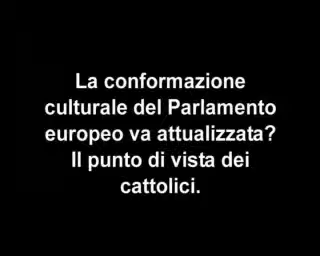 La conformazione
culturale del Parlamento
europeo va attualizzata?
Il punto di vista dei
cattolici.